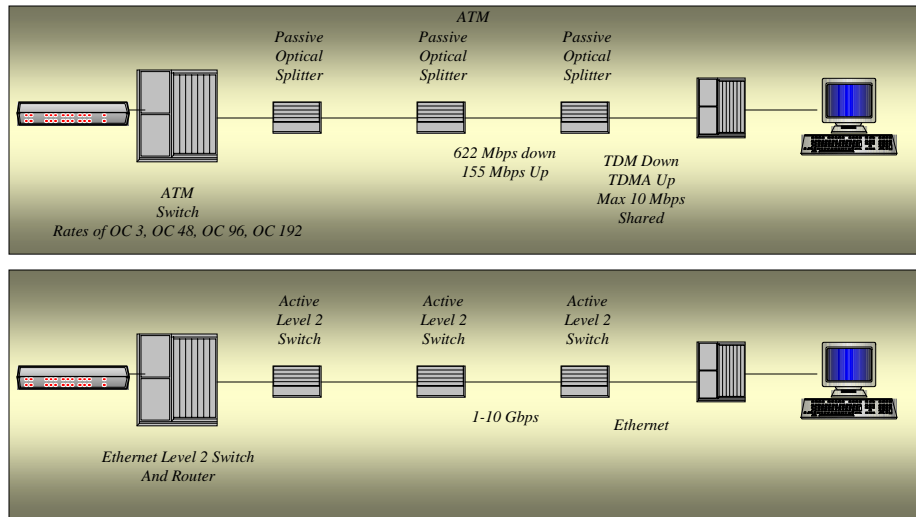 ATM
Passive
Optical
Splitter
Passive
Optical
Splitter
Passive
Optical
Splitter
622 Mbps down
155 Mbps Up
TDM Down
TDMA Up
Max 10 Mbps
Shared
ATM
Switch
Rates of OC 3, OC 48, OC 96, OC 192
Active
Level 2
Switch
Active
Level 2
Switch
Active
Level 2
Switch
1-10 Gbps
Ethernet
Ethernet Level 2 Switch
And Router